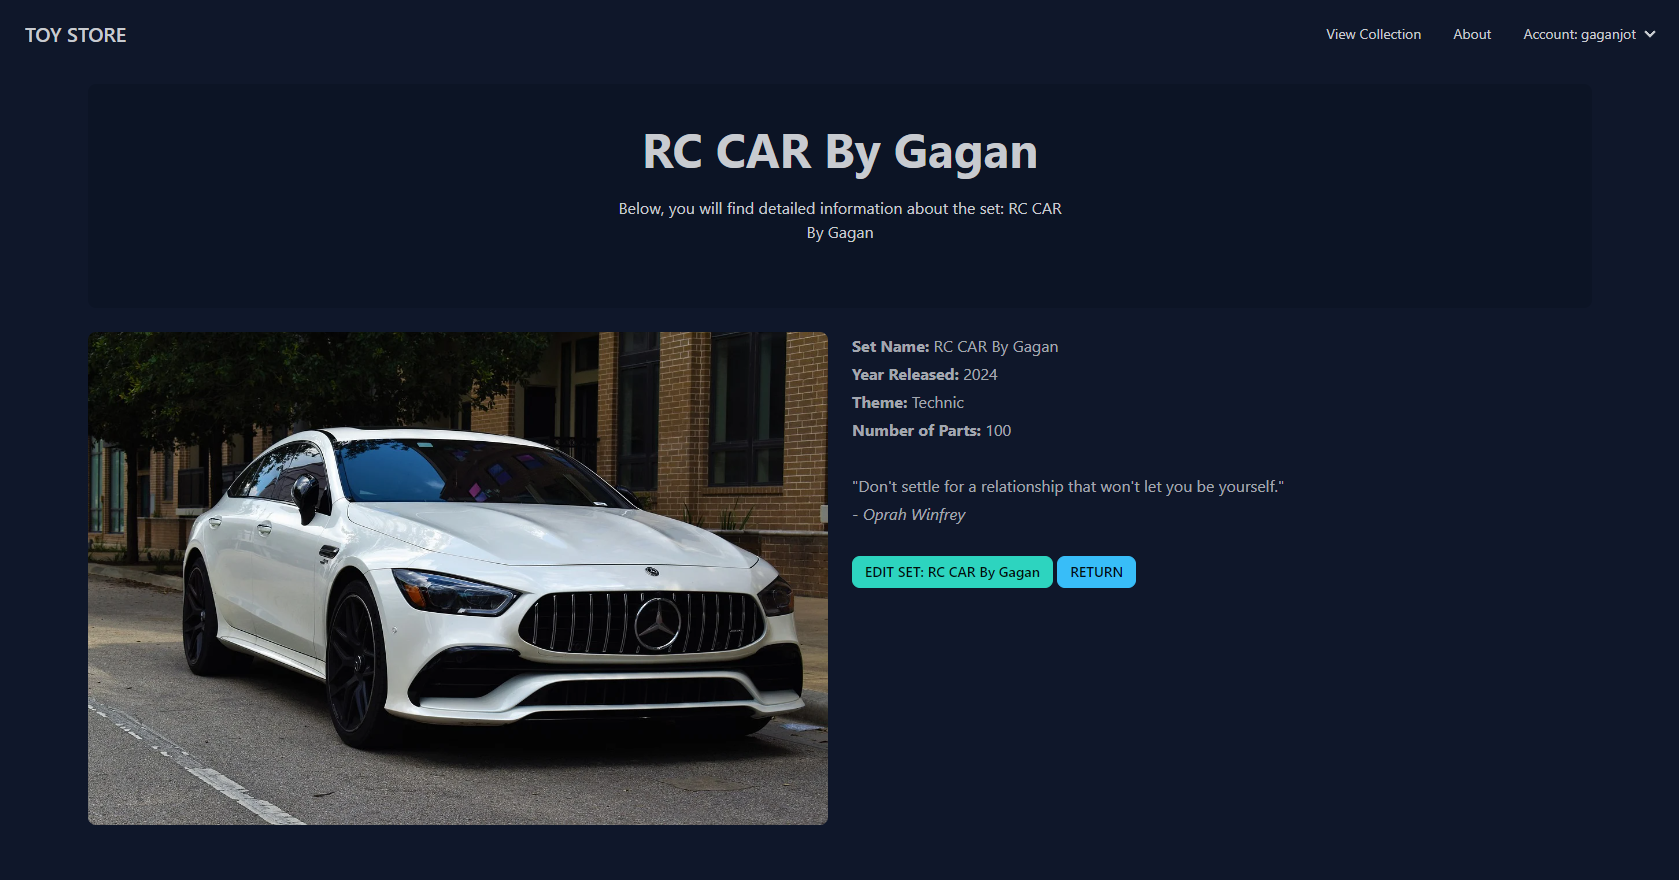 TOY STORE
View Collection
About
Account: gaganjot
RC CAR By Gagan
Below, you will find detailed information about the set: RC CAR
By Gagan
Set Name: RC CAR By Gagan
Year Released: 2024
Theme: Technic
Number of Parts: 100
"Don't settle for a relationship that won't let you be yourself."
- Oprah Winfrey
EDIT SET: RC CAR By Gagan
RETURN